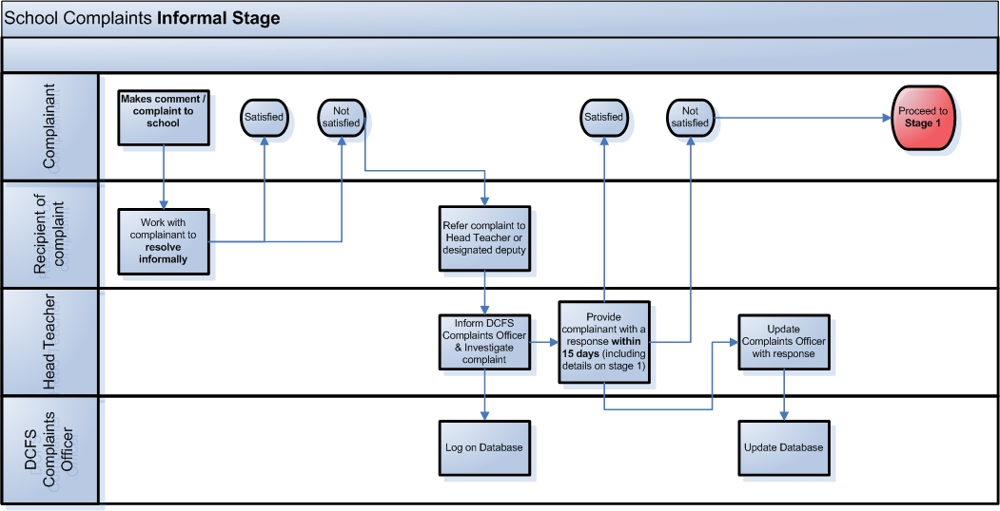 School Complaints Informal Stage
Complainant
Makes comment /
complaint to
school
Satisfied
Not
satisfied
Satisfied
Not
satisfied
Proceed to
Stage 1
Recipient of
complaint
Work with
complainant to
resolve
informally
Refer complaint to
Head Teacher or
designated deputy
Head Teacher
Inform DCFS
Complaints Officer
& Investigate
complaint
Provide
complainant with a
response within
15 days (including
details on stage 1)
Update
Complaints Officer
with response
DCFS
Complaints
Officer
Log on Database
Update Database